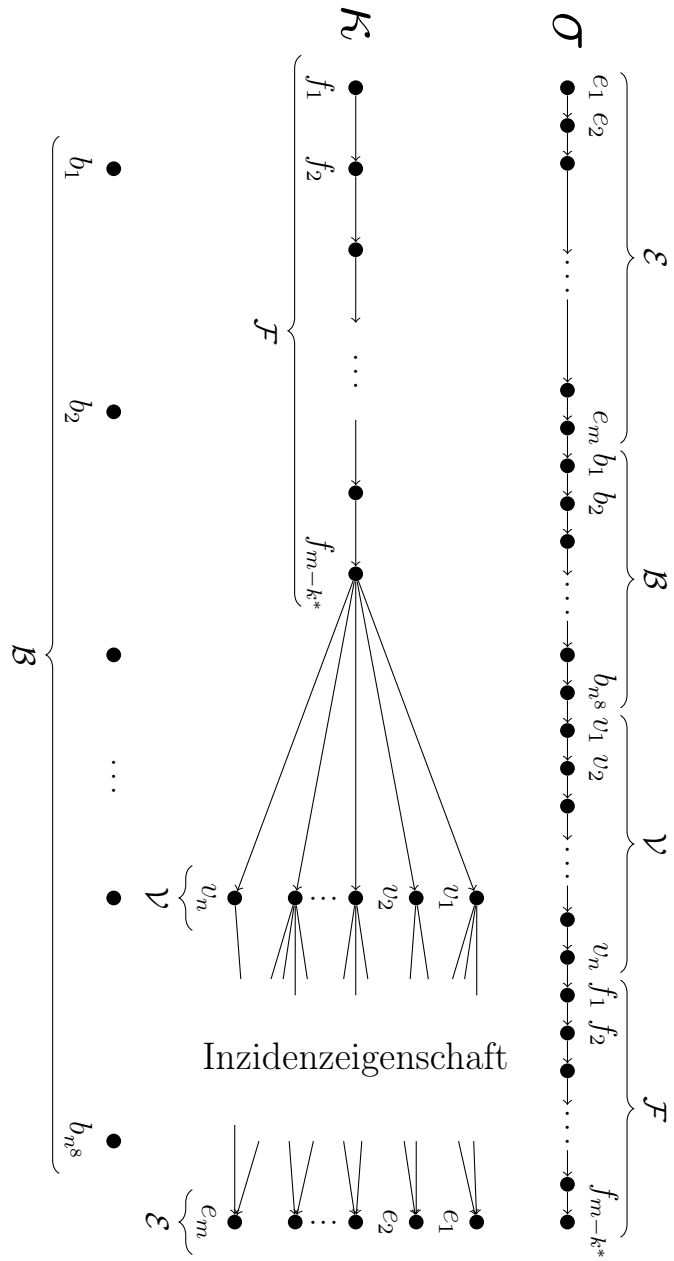 ℰ ℬ 𝒱 ℱ
e₁ e₂ eₘ b₁ b₂ bₙ⁸ v₁ v₂ vₙ f₁ f₂ fₘ₋ₖ*
σ · · · · · · · · · · · · · · · ·
v₁ e₁
v₂ e₂
κ · · · ⋮ ⋮
f₁ f₂ fₘ₋ₖ*
Inzidenzeigenschaft
ℱ
vₙ eₘ
𝒱 ℰ
· · ·
b₁ b₂ bₙ⁸
ℬ